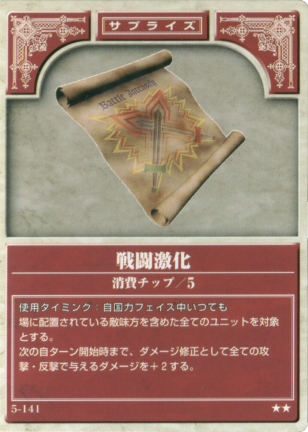 サプライズ
Battle Intensify
戦闘激化
消費チップ/5
使用タイミング:自国力フェイズ中いつでも
場に配置されている敵味方を含めた全てのユニットを対象
とする。
次の自ターン開始時まで、ダメージ修正として全ての攻
撃・反撃で与えるダメージを+2する。
5-141
★★